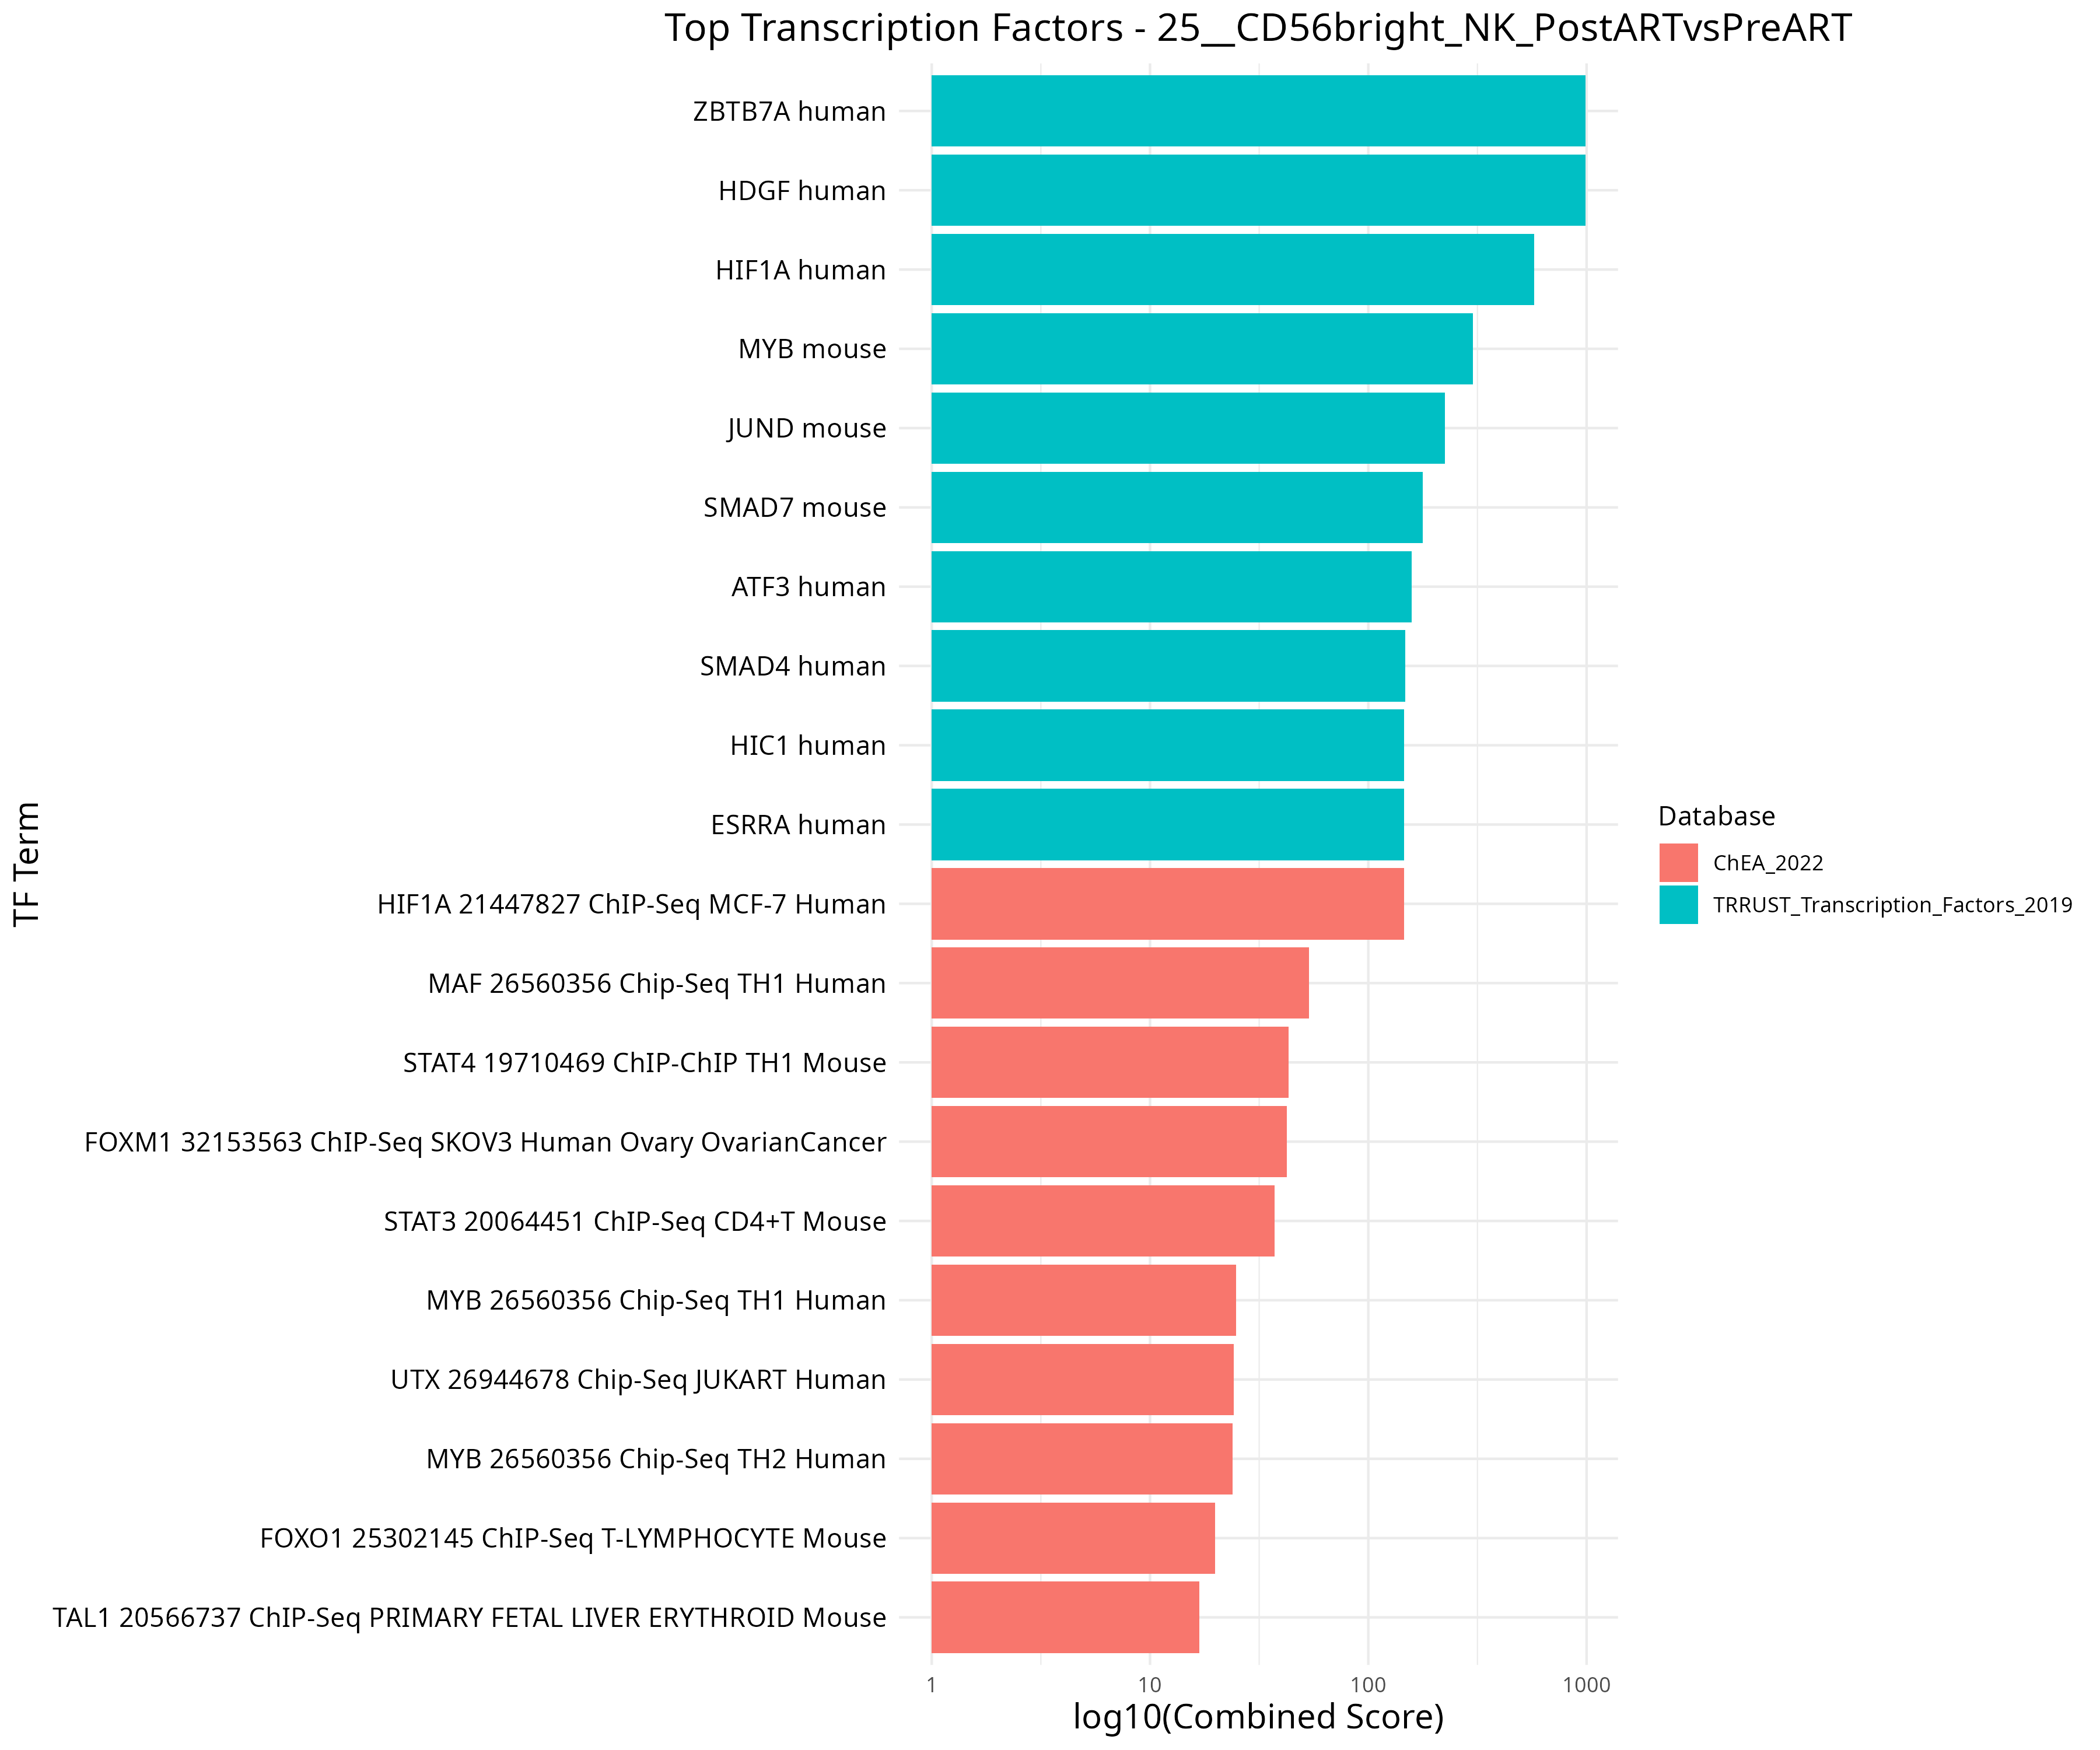 Top Transcription Factors - 25__CD56bright_NK_PostARTvsPreART
TF Term
ZBTB7A human
HDGF human
HIF1A human
MYB mouse
JUND mouse
SMAD7 mouse
ATF3 human
SMAD4 human
HIC1 human
ESRRA human
HIF1A 21447827 ChIP-Seq MCF-7 Human
MAF 26560356 Chip-Seq TH1 Human
STAT4 19710469 ChIP-ChIP TH1 Mouse
FOXM1 32153563 ChIP-Seq SKOV3 Human Ovary OvarianCancer
STAT3 20064451 ChIP-Seq CD4+T Mouse
MYB 26560356 Chip-Seq TH1 Human
UTX 26944678 Chip-Seq JUKART Human
MYB 26560356 Chip-Seq TH2 Human
FOXO1 25302145 ChIP-Seq T-LYMPHOCYTE Mouse
TAL1 20566737 ChIP-Seq PRIMARY FETAL LIVER ERYTHROID Mouse
1 10 100 1000
log10(Combined Score)
Database
ChEA_2022
TRRUST_Transcription_Factors_2019